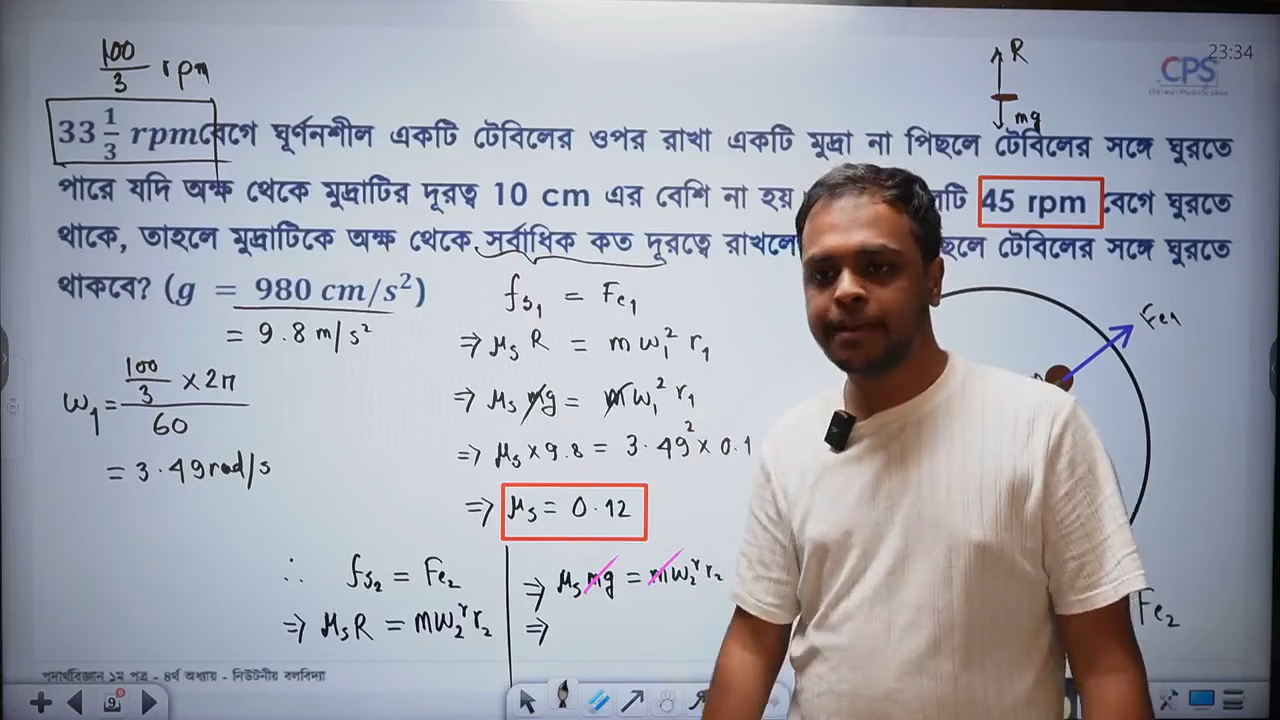 23:34
CPS
100/3 rpm
R
mg
33 1/3 rpm বেগে ঘূর্ণনশীল একটি টেবিলের ওপর রাখা একটি মুদ্রা না পিছলে টেবিলের সঙ্গে ঘুরতে
পারে যদি অক্ষ থেকে মুদ্রাটির দূরত্ব 10 cm এর বেশি না হয় 45 rpm বেগে ঘুরতে
থাকে, তাহলে মুদ্রাটিকে অক্ষ থেকে সর্বাধিক কত দূরত্বে রাখলে টেবিলের সঙ্গে ঘুরতে
থাকবে? (g = 980 cm/s²)
= 9.8 m/s²
ω₁ = (100/3 × 2π)/60
= 3.49 rad/s
fs₁ = Fe₁
⇒ μs R = mω₁² r₁
⇒ μs mg = mω₁² r₁
⇒ μs × 9.8 = 3.49² × 0.1
⇒ μs = 0.12
Fe₁
∴ fs₂ = Fe₂
⇒ μs R = mω₂² r₂
⇒ μs mg = mω₂² r₂
⇒
Fe₂
পদার্থবিজ্ঞান ১ম পত্র - ৪র্থ অধ্যায় - নিউটনীয় বলবিদ্যা
9